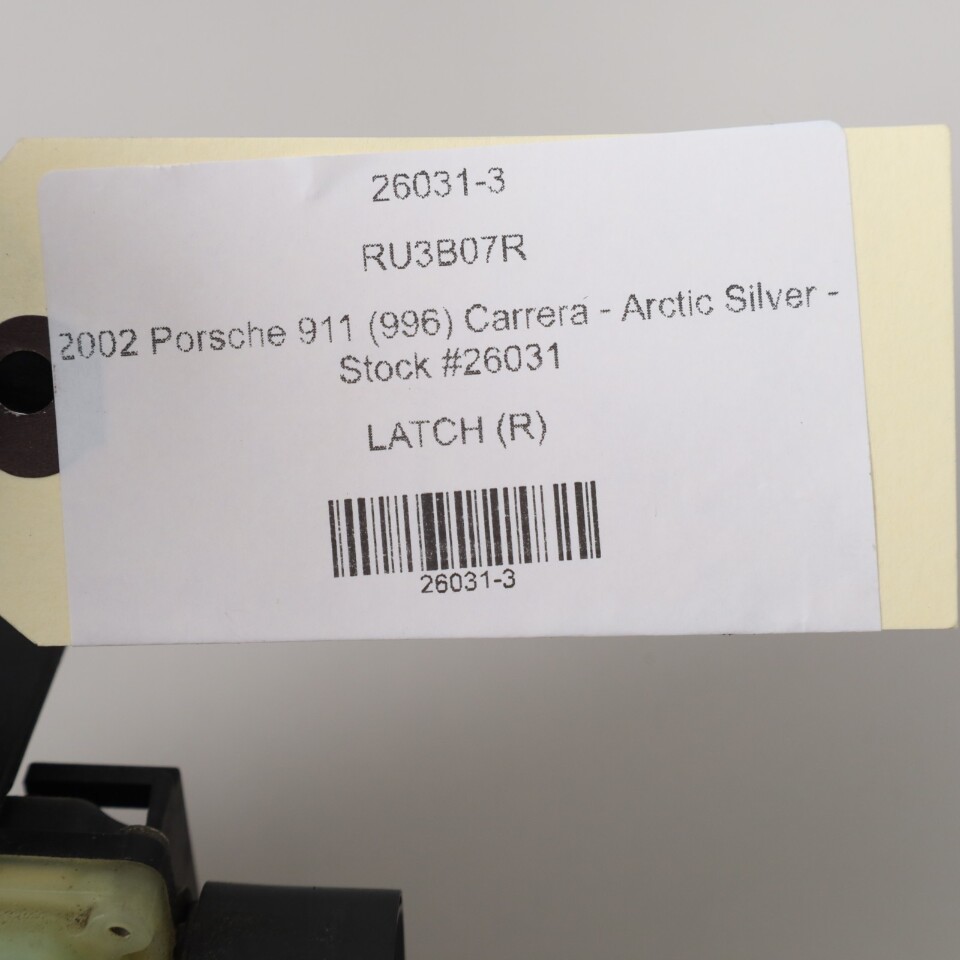 26031-3
RU3B07R
2002 Porsche 911 (996) Carrera - Arctic Silver -
Stock #26031
LATCH (R)
26031-3